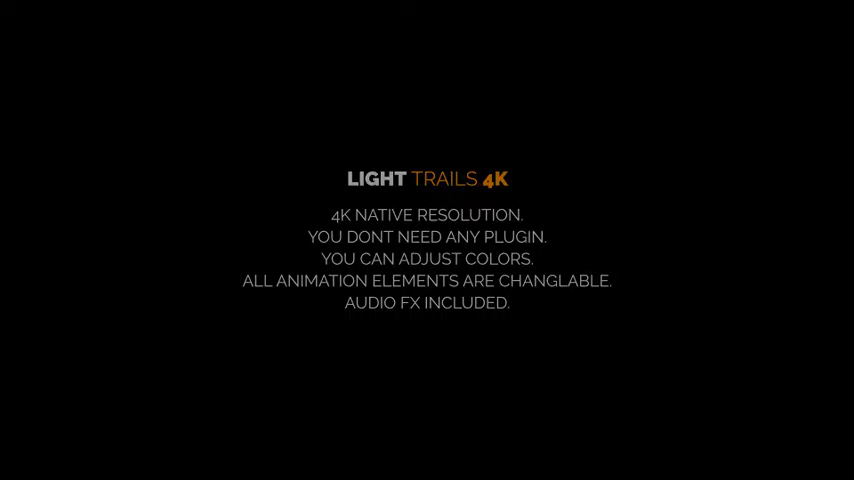 LIGHT TRAILS 4K
4K NATIVE RESOLUTION.
YOU DONT NEED ANY PLUGIN.
YOU CAN ADJUST COLORS.
ALL ANIMATION ELEMENTS ARE CHANGLABLE.
AUDIO FX INCLUDED.